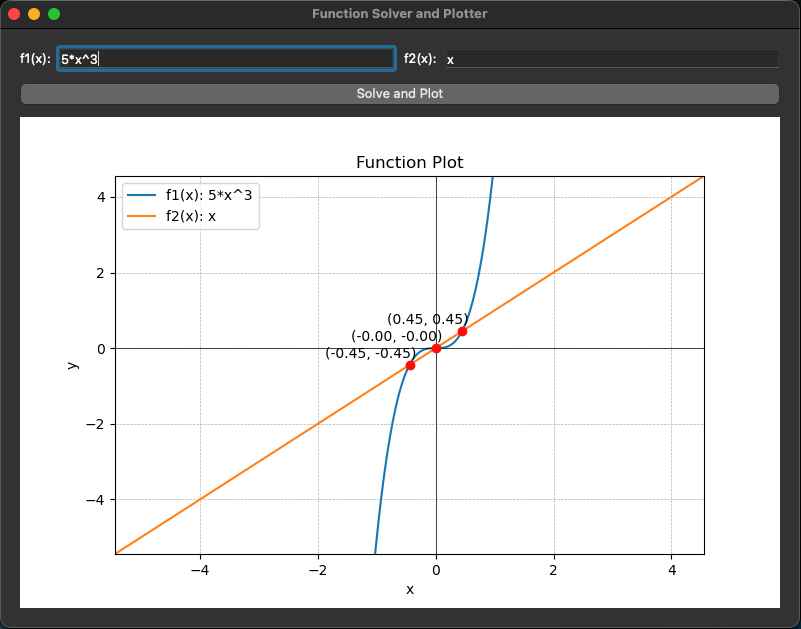 Function Solver and Plotter
f1(x): 5*x^3 f2(x): x
Solve and Plot
Function Plot
f1(x): 5*x^3
f2(x): x
4
2
0
−2
−4
y
(0.45, 0.45)
(-0.00, -0.00)
(-0.45, -0.45)
−4 −2 0 2 4
x